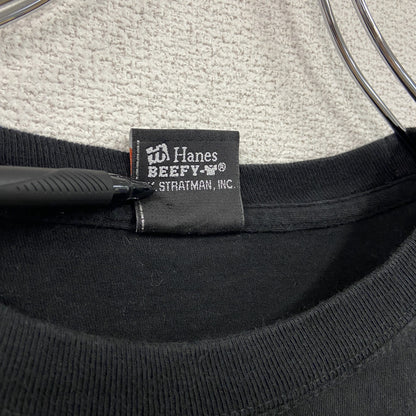 Hanes
BEEFY-®
STRATMAN, INC.